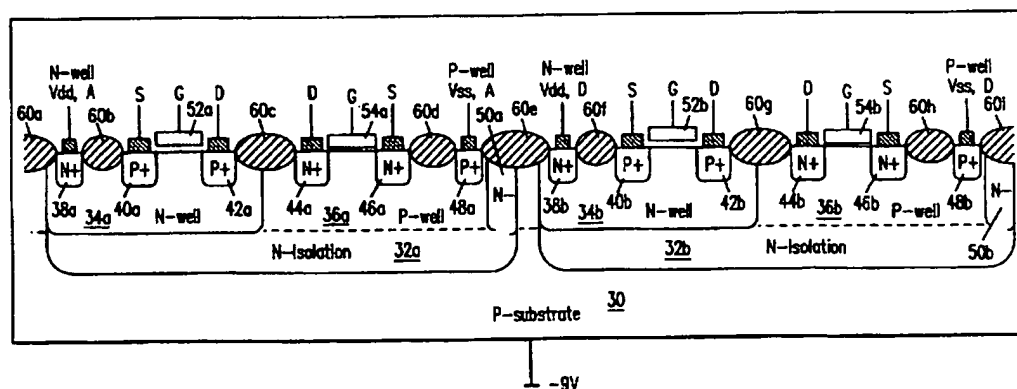 N-well Vdd, A
P-well Vss, A
N-well Vdd, D
P-well Vss, D
60a 60b S G 52a D 60c D G 54a S 60d 50a 60e 60f S G 52b D 60g D G 54b S 60h 60i
N+ P+ P+ N+ N+ P+ N- N+ P+ P+ N+ N+ P+ N-
38a 34a 40a N-well 42a 44a 36a 46a P-well 48a 38b 34b 40b N-well 42b 44b 36b 46b P-well 48b
N-Isolation 32a 32b N-Isolation 50b
30
P-substrate
-9V